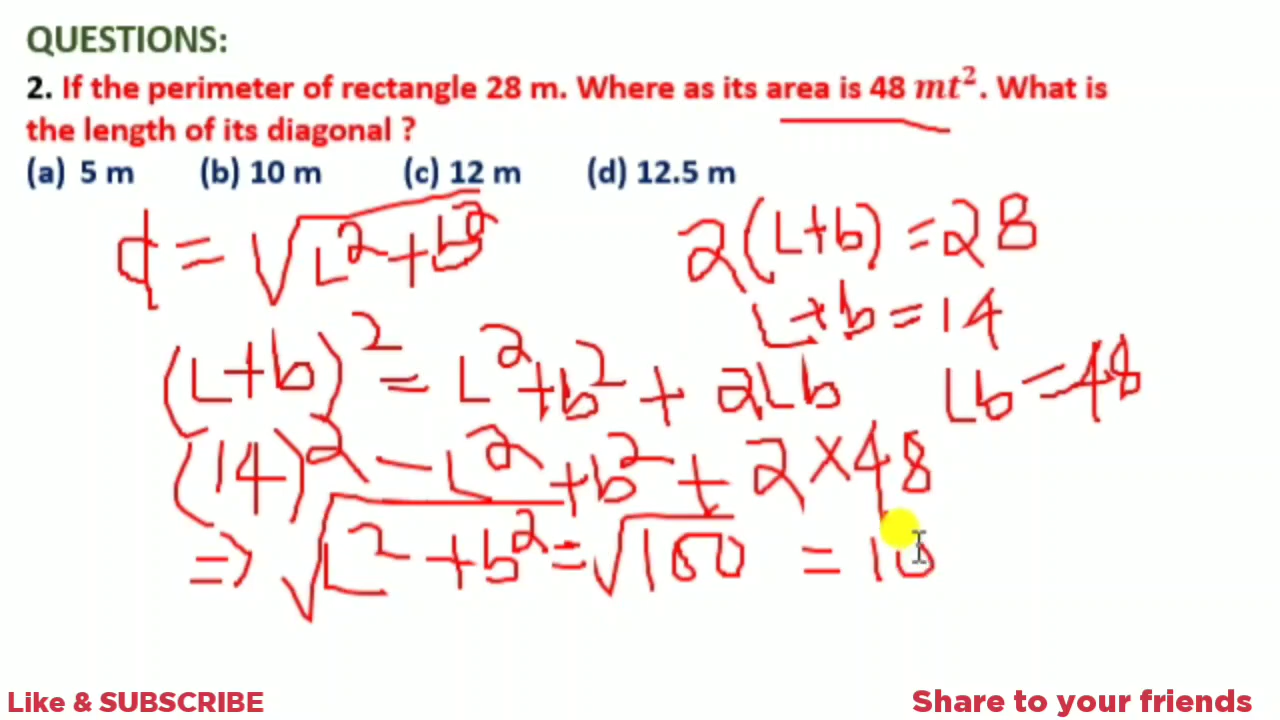 QUESTIONS:
2. If the perimeter of rectangle 28 m. Where as its area is 48 mt². What is
the length of its diagonal ?
(a) 5 m (b) 10 m (c) 12 m (d) 12.5 m
d = √L²+b² 2(L+b) = 28
L+b = 14
(L+b)² = L²+b² + 2Lb Lb = 48
(14)² – L² + b² + 2×48
⇒ √L² + b² = √100 = 10
Like & SUBSCRIBE Share to your friends